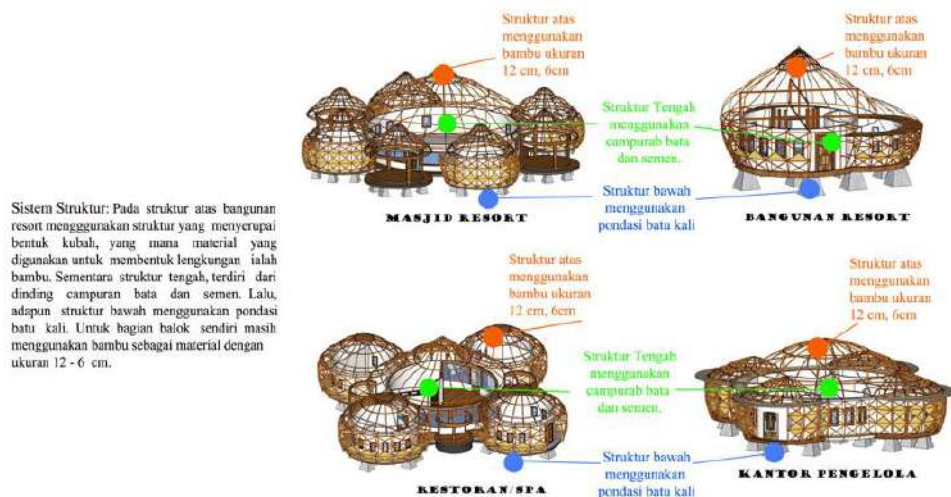 Sistem Struktur: Pada struktur atas bangunan
resort mengggunakan struktur yang menyerupai
bentuk kubah, yang mana material yang
digunakan untuk membentuk lengkungan ialah
bambu. Sementara struktur tengah, terdiri dari
dinding campuran bata dan semen. Lalu,
adapun struktur bawah menggunakan pondasi
batu kali. Untuk bagian balok sendiri masih
menggunakan bambu sebagai material dengan
ukuran 12 - 6 cm.
Struktur atas
menggunakan
bambu ukuran
12 cm, 6cm
Struktur atas
menggunakan
bambu ukuran
12 cm, 6cm
Struktur Tengah
menggunakan
campurab bata
dan semen.
Struktur bawah
menggunakan
pondasi batu kali
MASJID RESORT
BANGUNAN RESORT
Struktur atas
menggunakan
bambu ukuran
12 cm, 6cm
Struktur atas
menggunakan
bambu ukuran
12 cm, 6cm
Struktur Tengah
menggunakan
campurab bata
dan semen.
Struktur bawah
menggunakan
pondasi batu kali
RESTORAN/SPA
KANTOR PENGELOLA